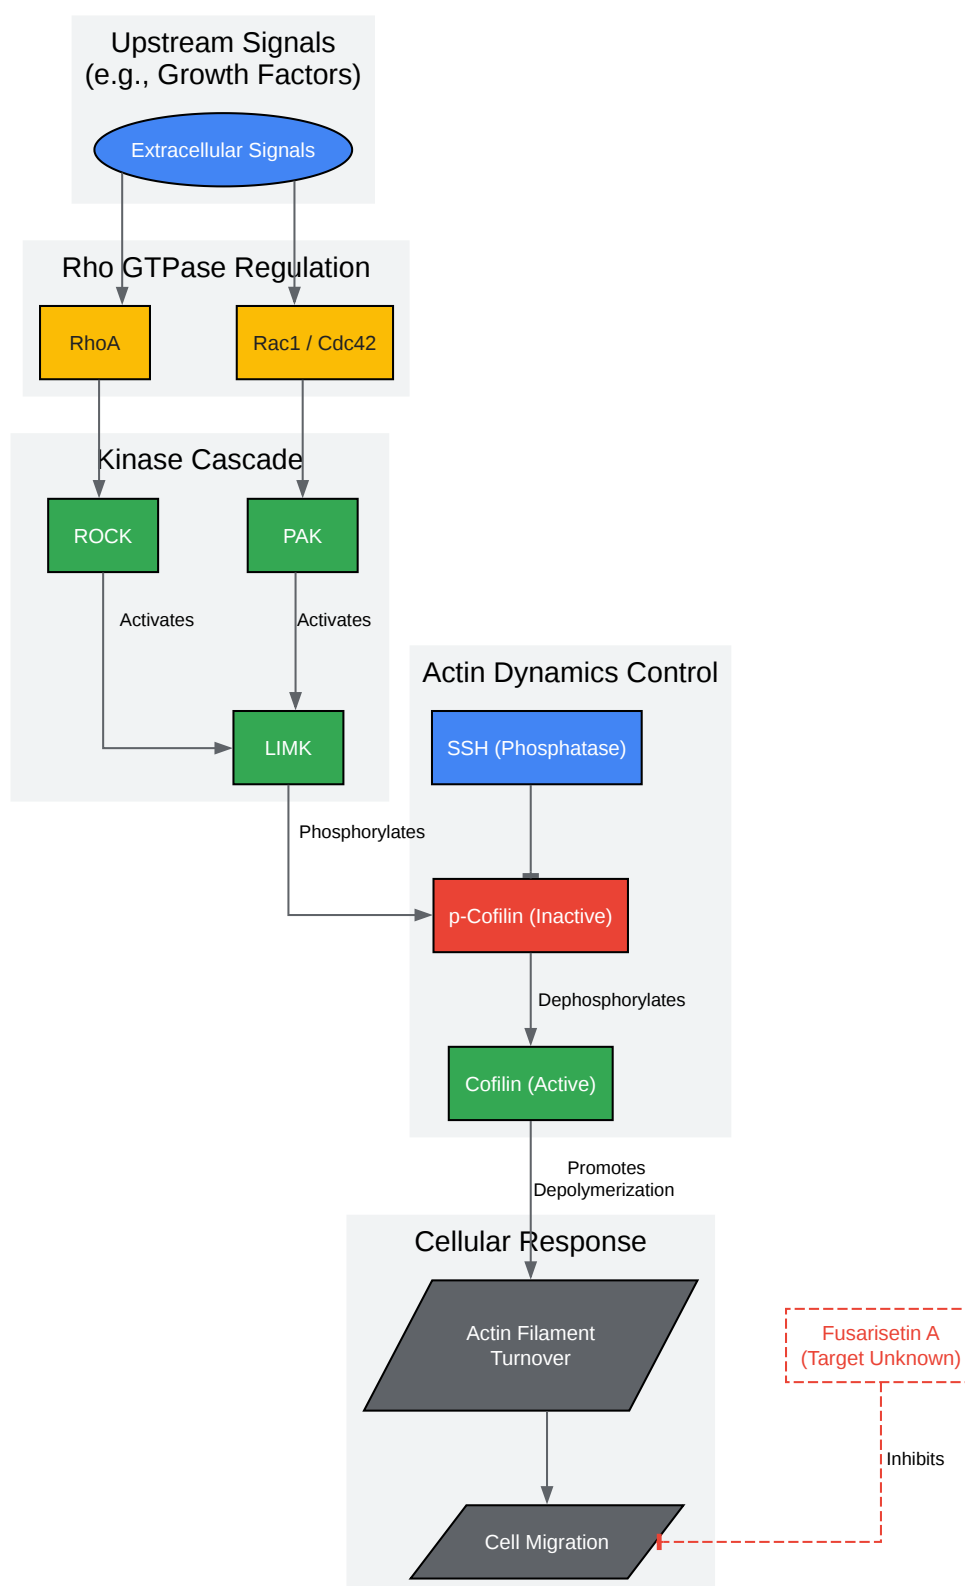 Upstream Signals
(e.g., Growth Factors)
Extracellular Signals
Rho GTPase Regulation
RhoA
Rac1 / Cdc42
Kinase Cascade
ROCK
PAK
Activates
Activates
LIMK
Phosphorylates
Actin Dynamics Control
SSH (Phosphatase)
p-Cofilin (Inactive)
Dephosphorylates
Cofilin (Active)
Promotes
Depolymerization
Cellular Response
Actin Filament
Turnover
Fusarisetin A
(Target Unknown)
Inhibits
Cell Migration